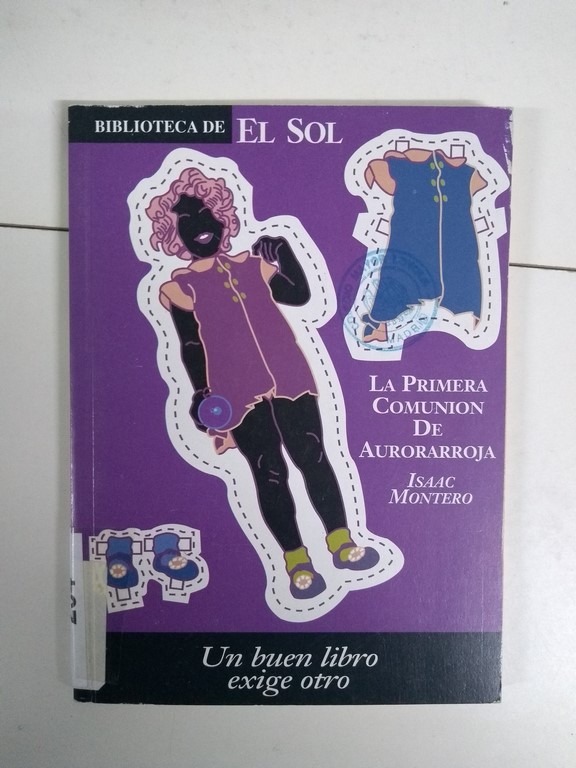 BIBLIOTECA DE EL SOL
LA PRIMERA
COMUNION
DE
AURORARROJA
ISAAC
MONTERO
Un buen libro
exige otro